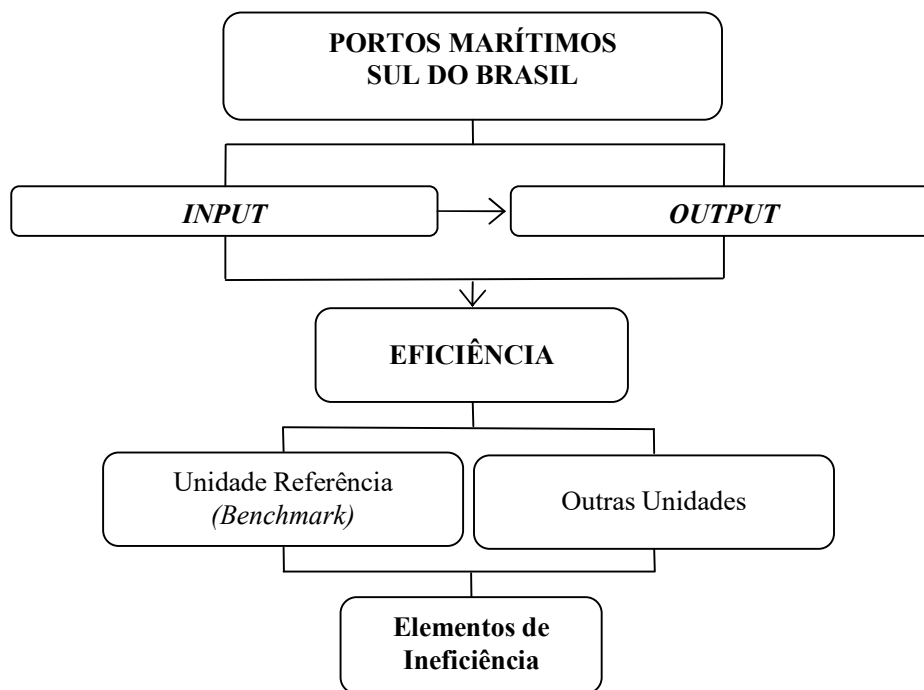 PORTOS MARÍTIMOS
SUL DO BRASIL
INPUT
OUTPUT
EFICIÊNCIA
Unidade Referência
(Benchmark)
Outras Unidades
Elementos de
Ineficiência